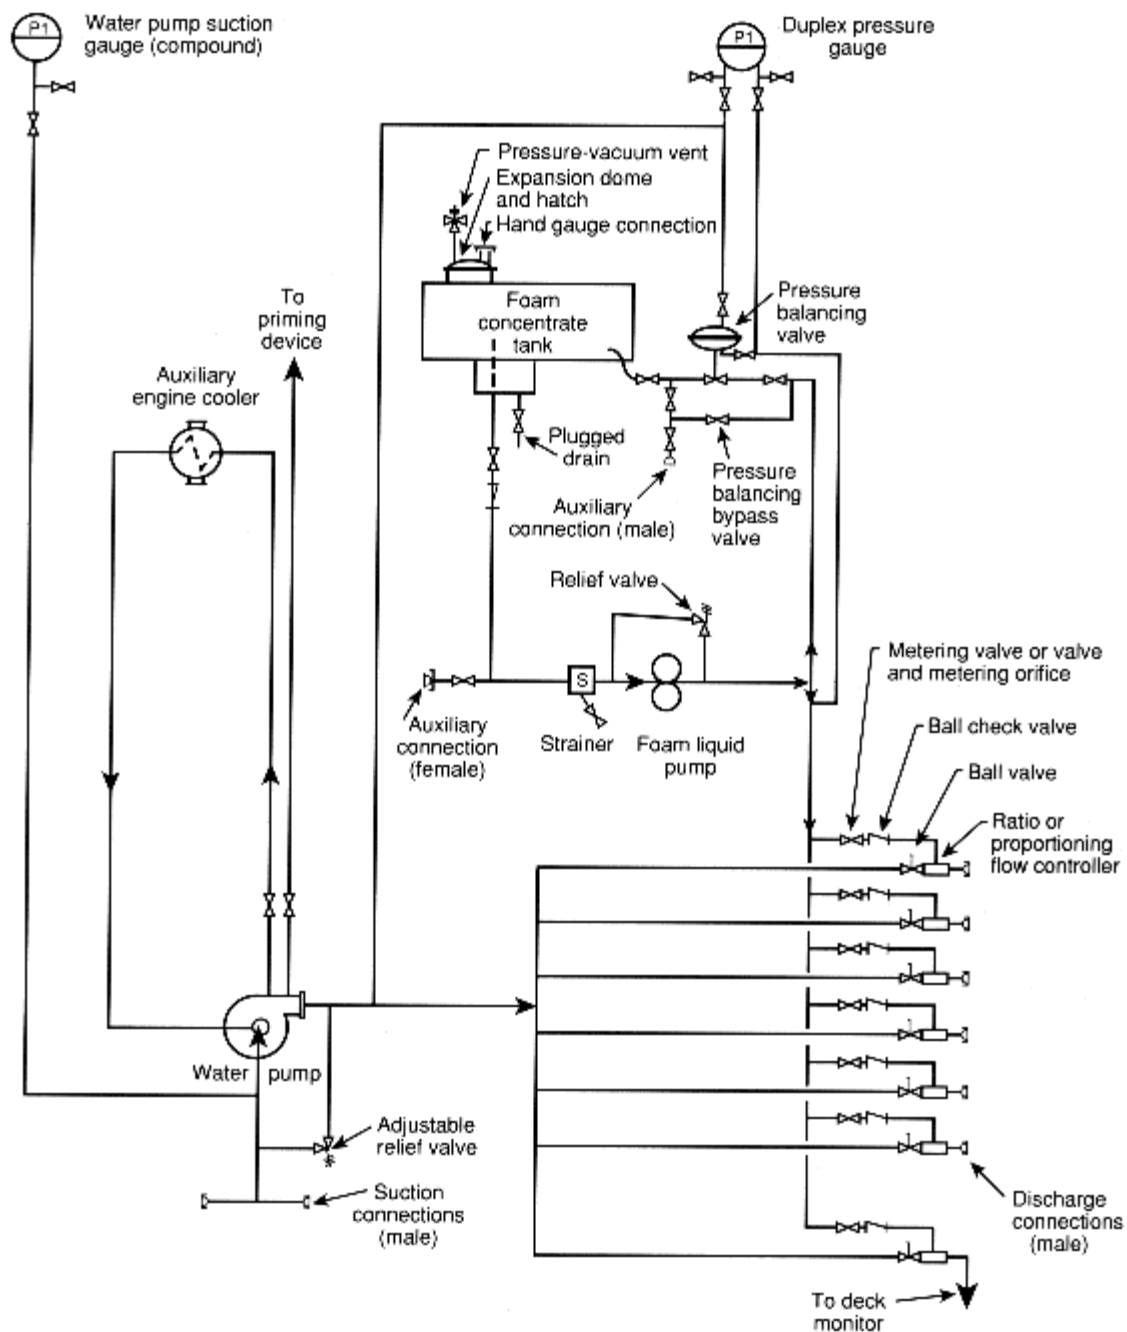 P1
Water pump suction
gauge (compound)
P1
Duplex pressure
gauge
Pressure-vacuum vent
Expansion dome
and hatch
Hand gauge connection
To
priming
device
Foam
concentrate
tank
Pressure
balancing
valve
Auxiliary
engine cooler
Plugged
drain
Auxiliary
connection (male)
Pressure
balancing
bypass
valve
Relief valve
Metering valve or valve
and metering orifice
S
Auxiliary
connection
(female)
Strainer
Foam liquid
pump
Ball check valve
Ball valve
Ratio or
proportioning
flow controller
Water pump
Adjustable
relief valve
Suction
connections
(male)
Discharge
connections
(male)
To deck
monitor